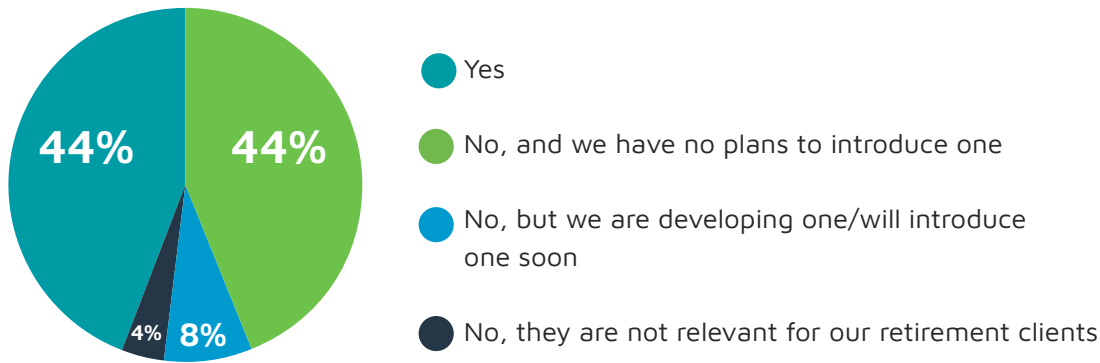 Yes
44%
44%
No, and we have no plans to introduce one
No, but we are developing one/will introduce
one soon
4%
8%
No, they are not relevant for our retirement clients